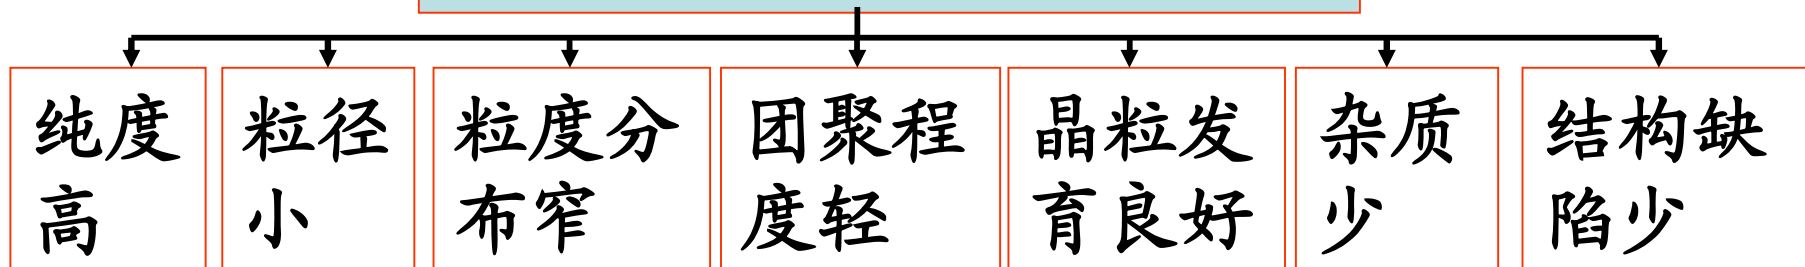 纯度
高
粒径
小
粒度分
布窄
团聚程
度轻
晶粒发
育良好
杂质
少
结构缺
陷少